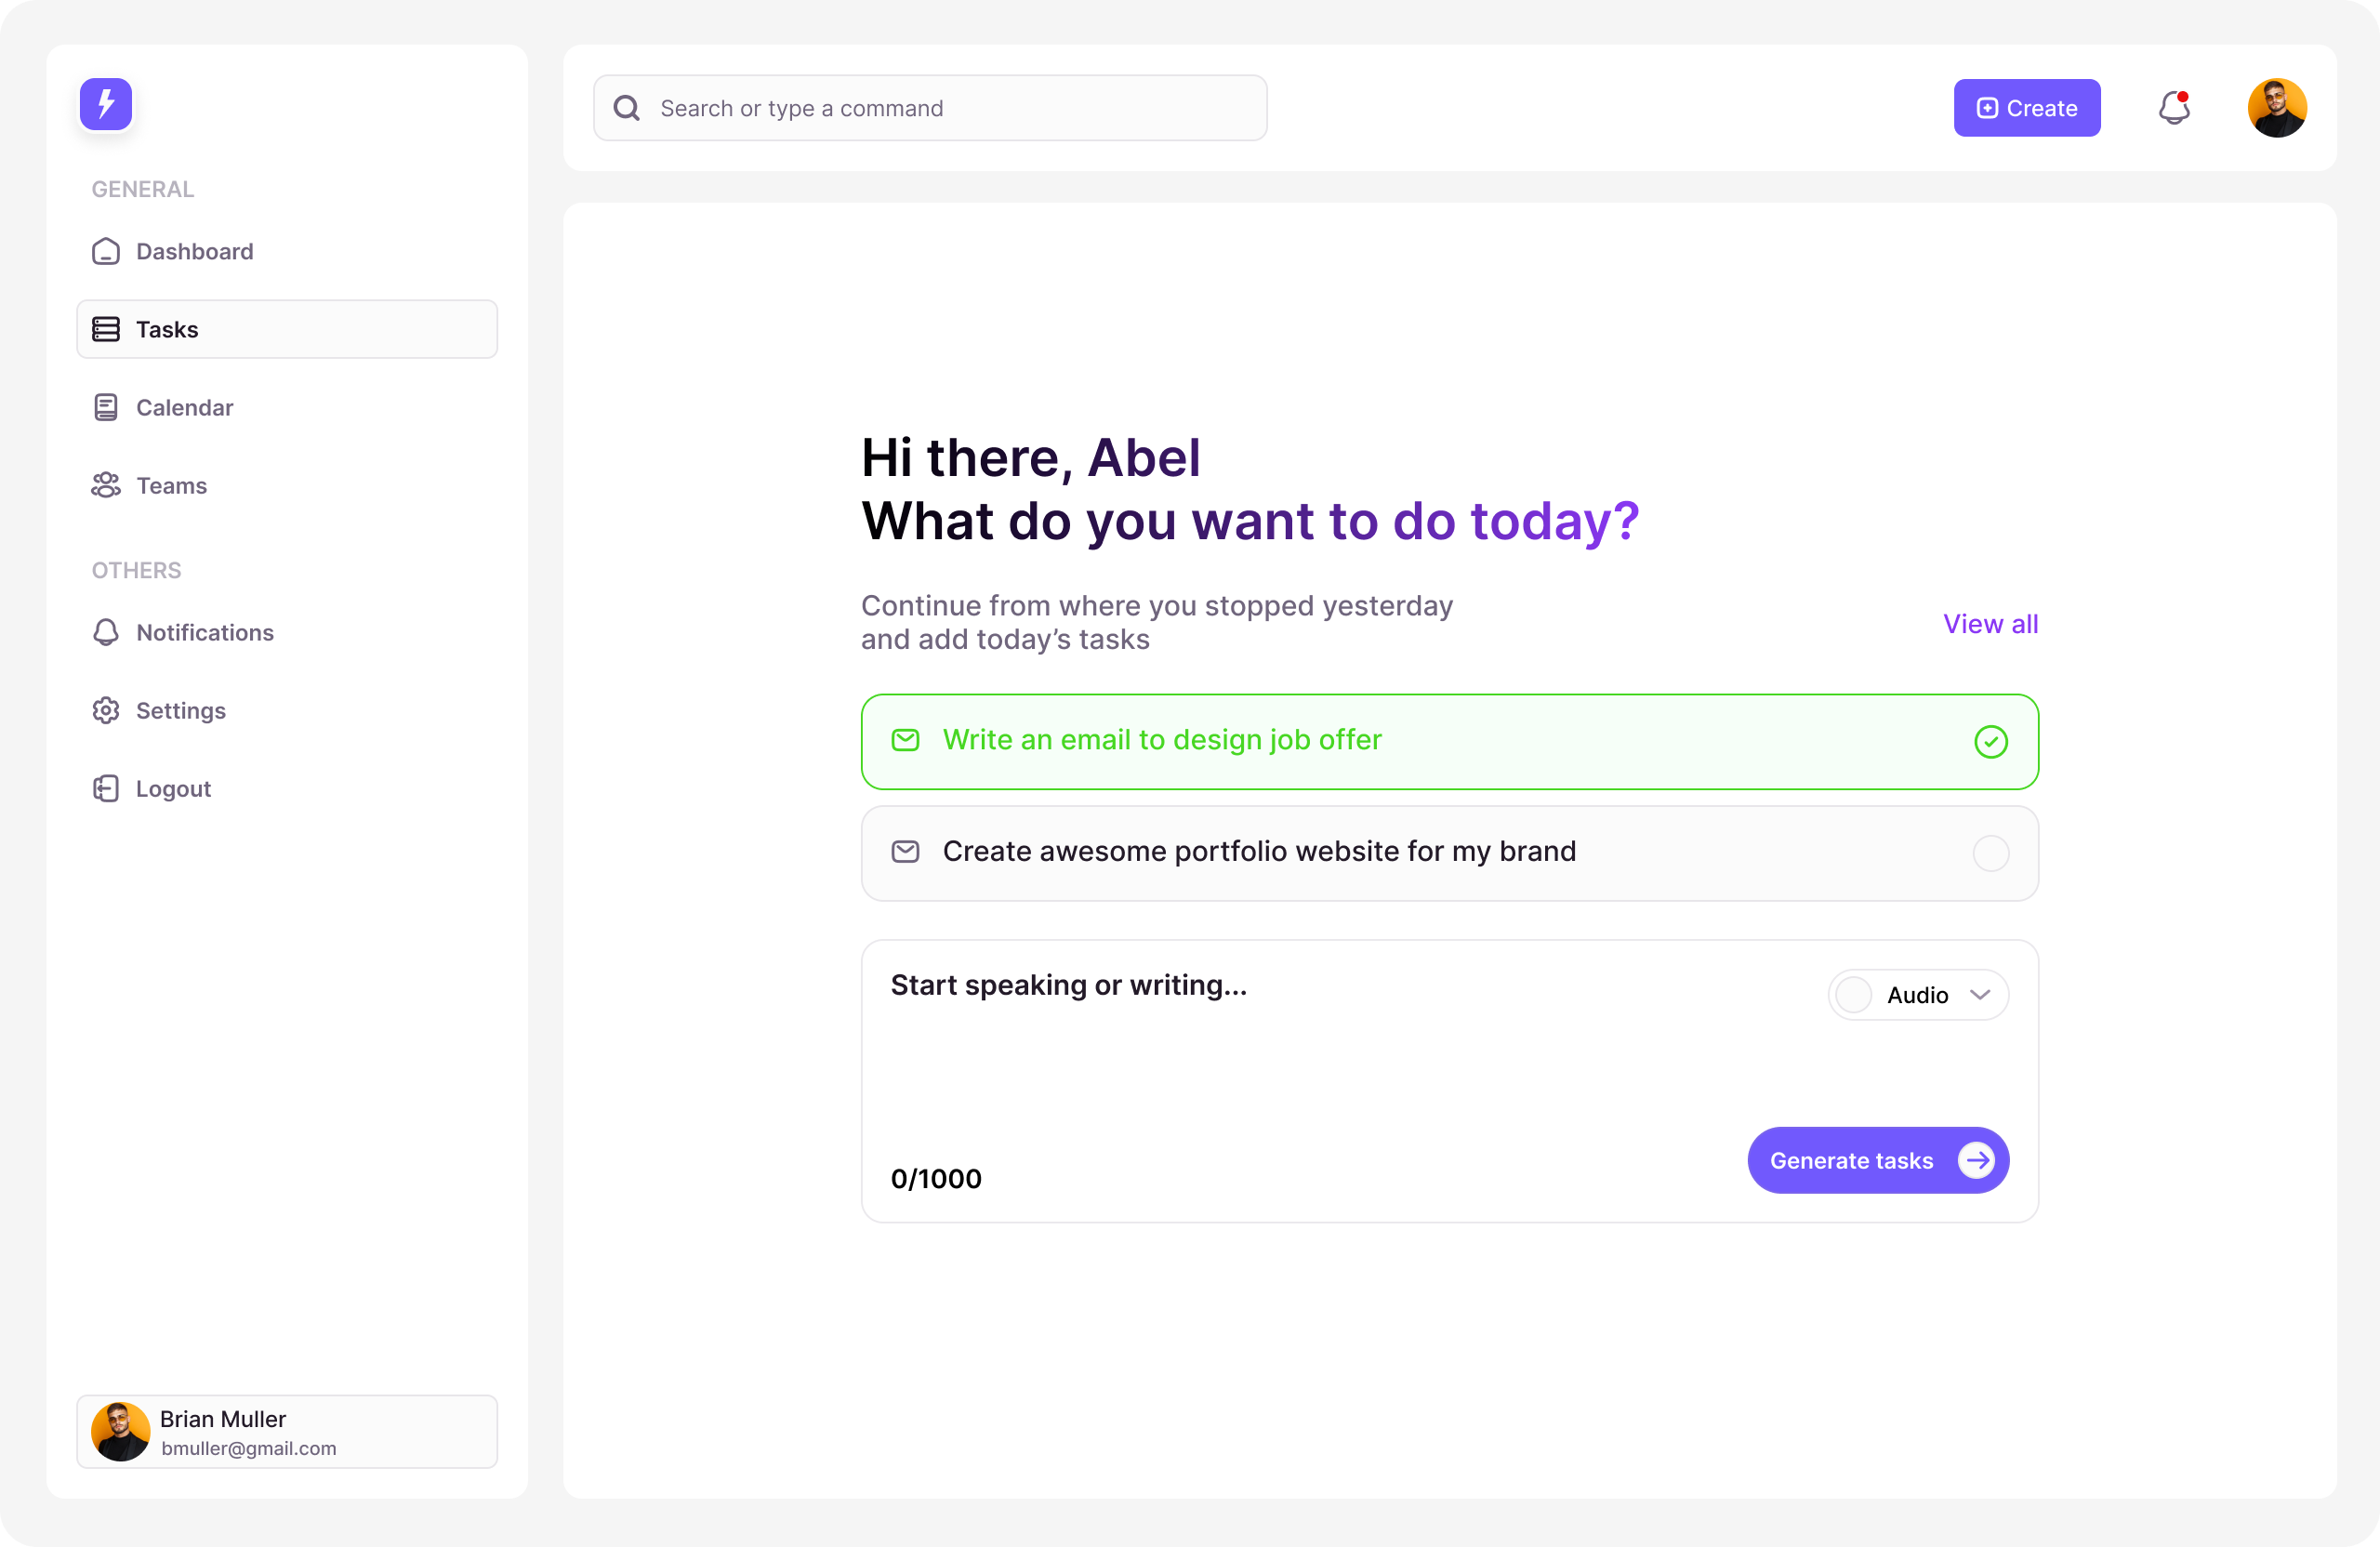 GENERAL
Dashboard
Tasks
Calendar
Teams
OTHERS
Notifications
Settings
Logout
Brian Muller
bmuller@gmail.com
Search or type a command
Create
Hi there, Abel
What do you want to do today?
Continue from where you stopped yesterday
and add today’s tasks
View all
Write an email to design job offer
Create awesome portfolio website for my brand
Start speaking or writing...
Audio
0/1000
Generate tasks